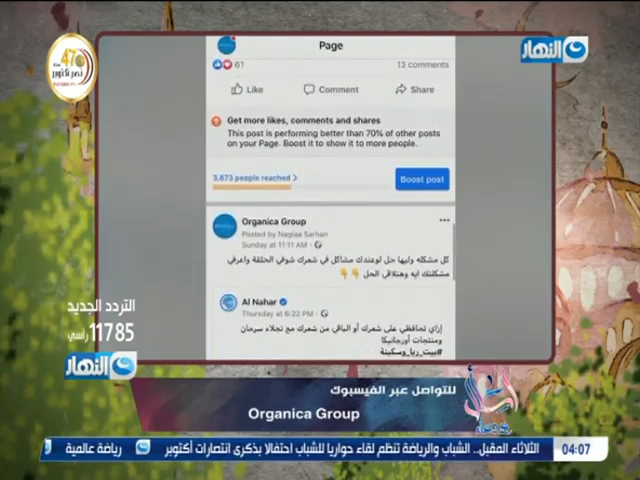 Page
النهار
47
نصر أكتوبر
61
13 comments
Like
Comment
Share
Get more likes, comments and shares
This post is performing better than 70% of other posts
on your Page. Boost it to show it to more people.
3,673 people reached >
Boost post
Organica Group
Posted by Naglaa Sarhan
Sunday at 11:11 AM
كل مشكله وليها حل لوعندك مشاكل في شعرك شوفي الحلقة واعرفي
مشكلتك ايه وهتلاقي الحل 👇👇
Al Nahar
Thursday at 6:22 PM
إزاي تحافظي على شعرك أو الباقي من شعرك مع نجلاء سرحان
ومنتجات أورجانيكا
#بيت_ريا_وسكينة
التردد الجديد
11785 راسي
النهار
للتواصل عبر الفيسبوك
Organica Group
04:07
الثلاثاء المقبل.. الشباب والرياضة تنظم لقاء حواريا للشباب احتفالا بذكرى انتصارات أكتوبر
رياضة عالمية